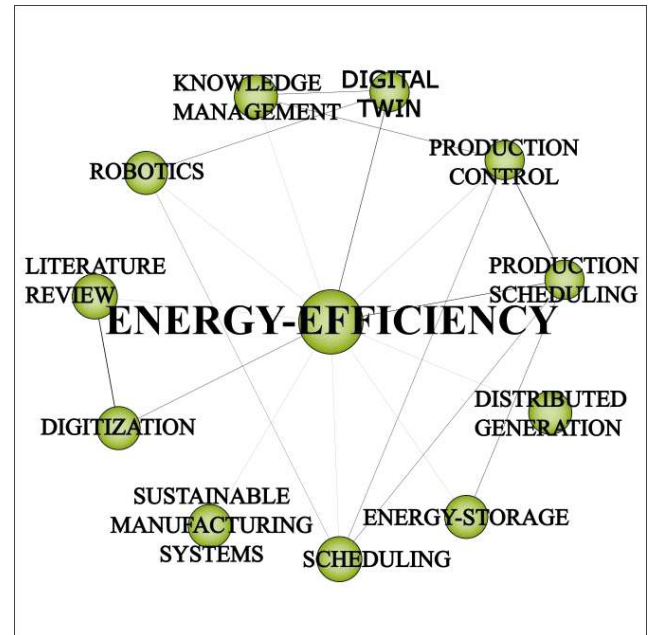 KNOWLEDGE
MANAGEMENT
DIGITAL
TWIN
PRODUCTION
CONTROL
ROBOTICS
LITERATURE
REVIEW
PRODUCTION
SCHEDULING
ENERGY-EFFICIENCY
DISTRIBUTED
GENERATION
DIGITIZATION
SUSTAINABLE
MANUFACTURING
SYSTEMS
ENERGY-STORAGE
SCHEDULING